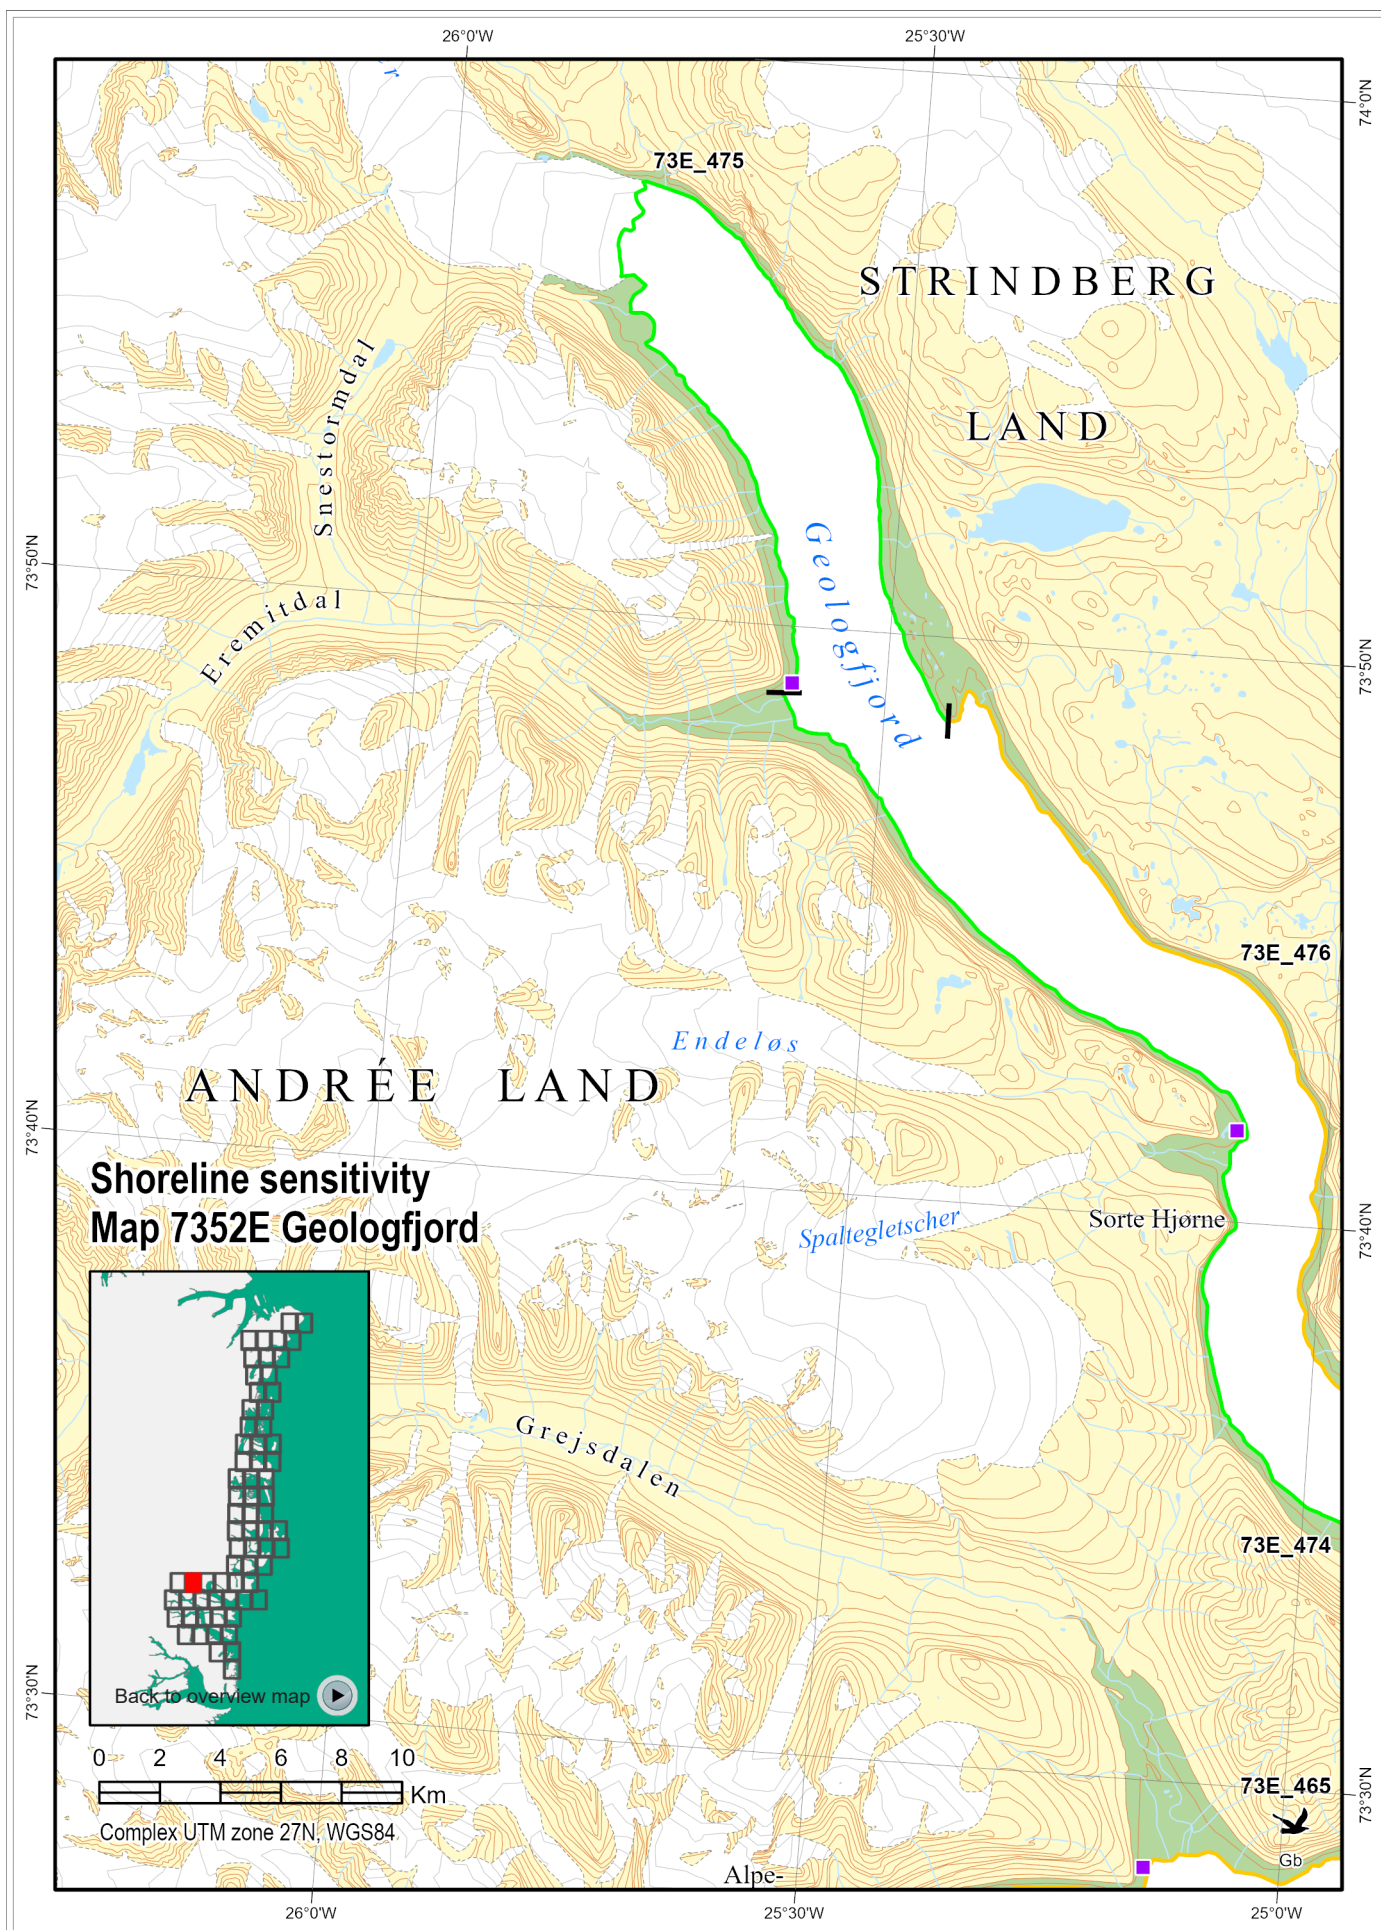 26°0'W
25°30'W
r
74°0'N
73E_475
STRINDBERG
LAND
Snestormdal
Geologfjord
73°50'N
Eremitdal
73°50'N
73E_476
Endeløs
ANDRÉE LAND
73°40'N
Shoreline sensitivity
Map 7352E Geologfjord
Spaltegletscher
Sorte Hjørne
73°40'N
Grejsdalen
73E_474
73°30'N
Back to overview map
0 2 4 6 8 10
Km
Complex UTM zone 27N, WGS84
73E_465
73°30'N
Gb
Alpe-
26°0'W
25°30'W
25°0'W